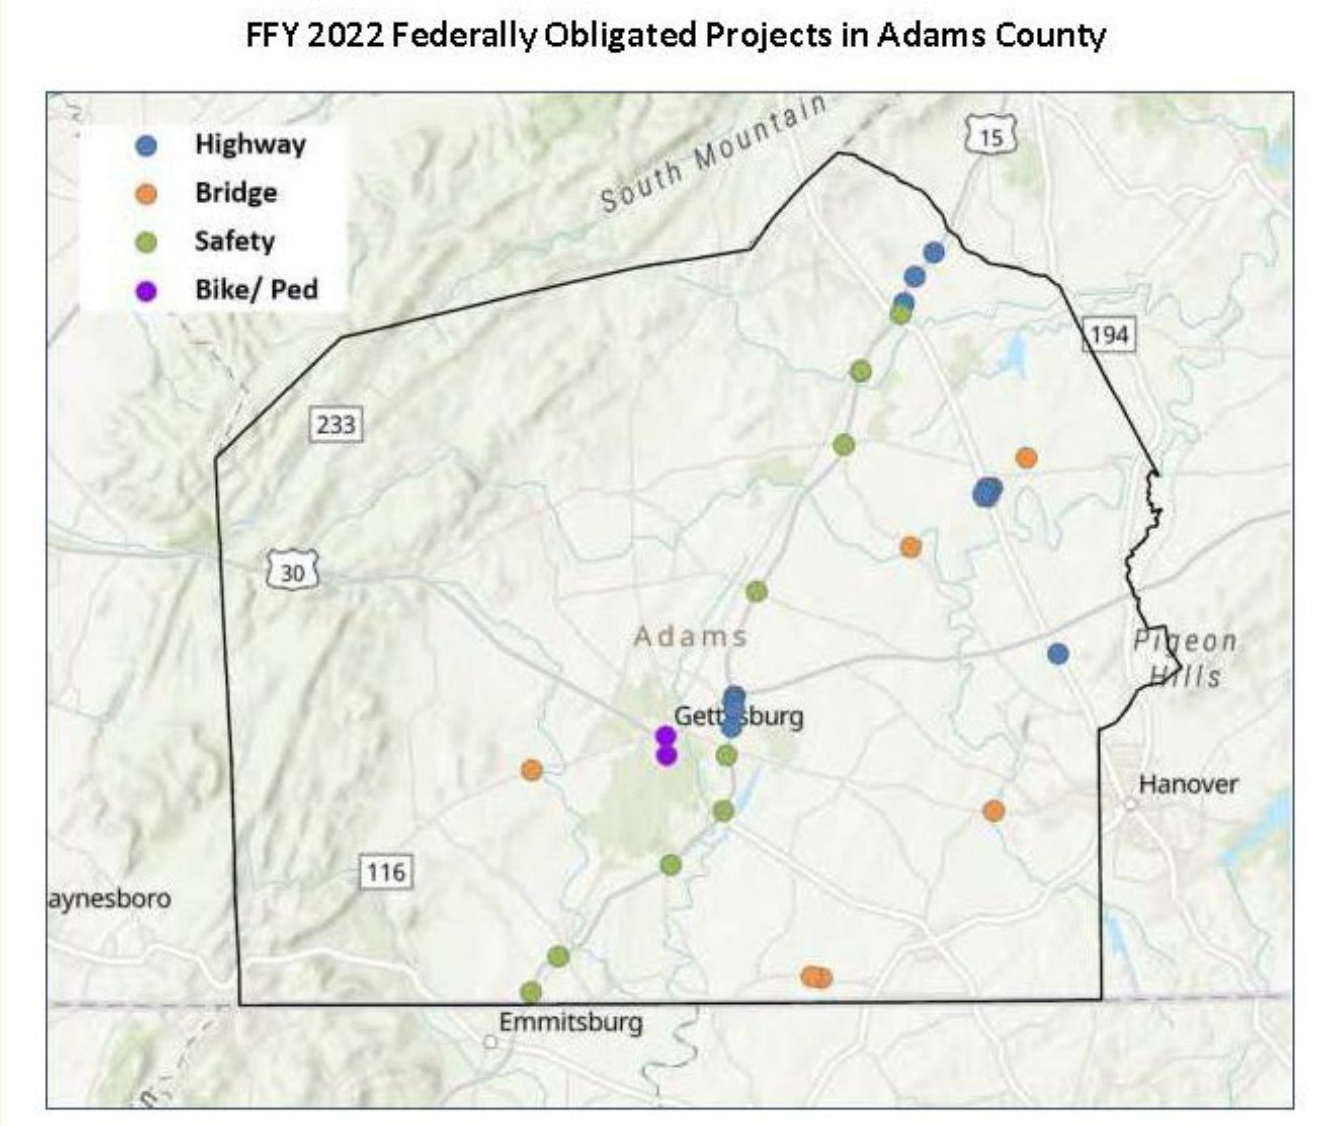 FFY 2022 Federally Obligated Projects in Adams County
Highway
Bridge
Safety
Bike/ Ped
South Mountain
15
194
233
30
Adams
Pigeon
Hills
Gettysburg
Hanover
116
aynesboro
Emmitsburg